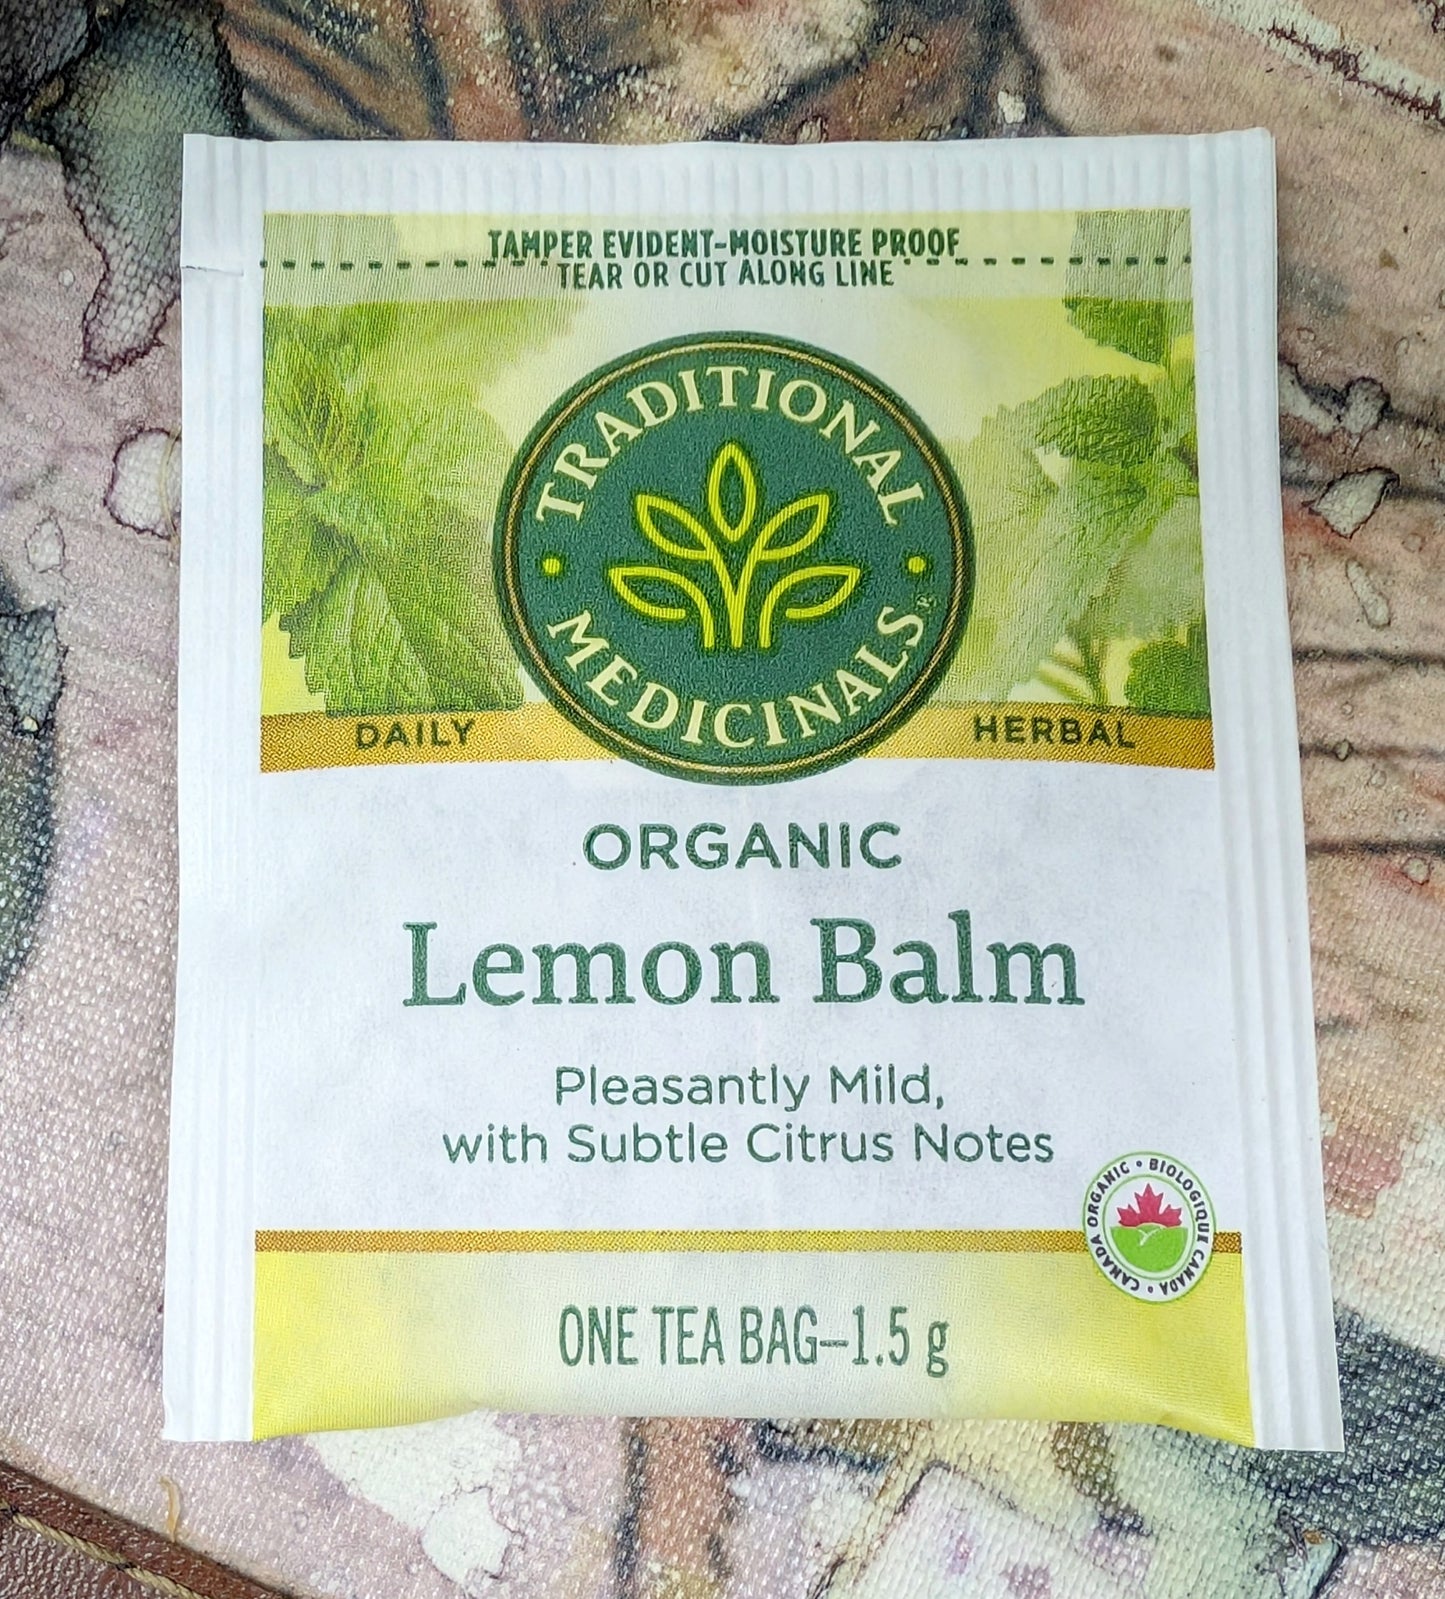 TAMPER EVIDENT-MOISTURE PROOF
TEAR OR CUT ALONG LINE
TRADITIONAL
MEDICINALS®
DAILY
HERBAL
ORGANIC
Lemon Balm
Pleasantly Mild,
with Subtle Citrus Notes
CANADA ORGANIC • BIOLOGIQUE CANADA •
ONE TEA BAG–1.5 g